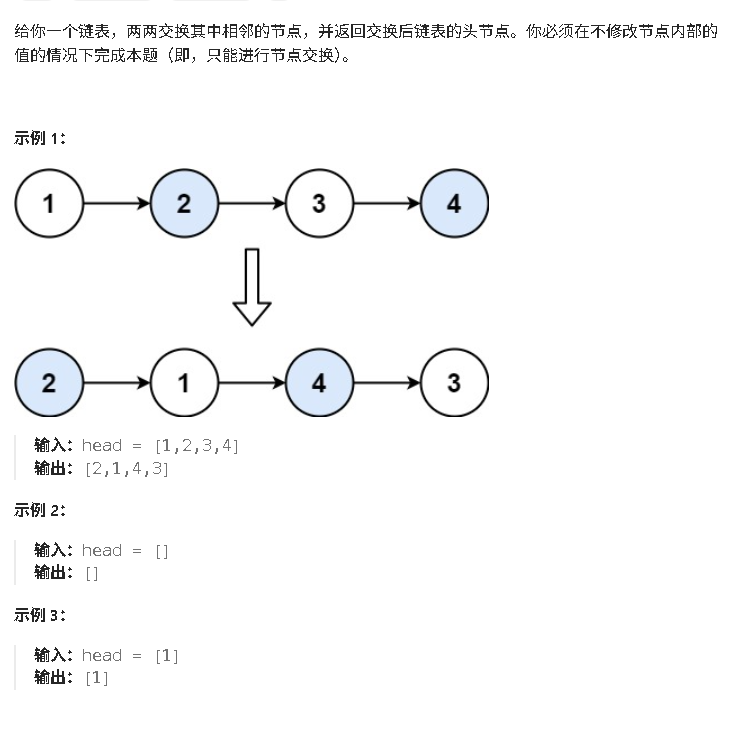 给你一个链表，两两交换其中相邻的节点，并返回交换后链表的头节点。你必须在不修改节点内部的
值的情况下完成本题（即，只能进行节点交换）。
示例 1：
1 2 3 4
2 1 4 3
输入：head = [1,2,3,4]
输出：[2,1,4,3]
示例 2：
输入：head = []
输出：[]
示例 3：
输入：head = [1]
输出：[1]